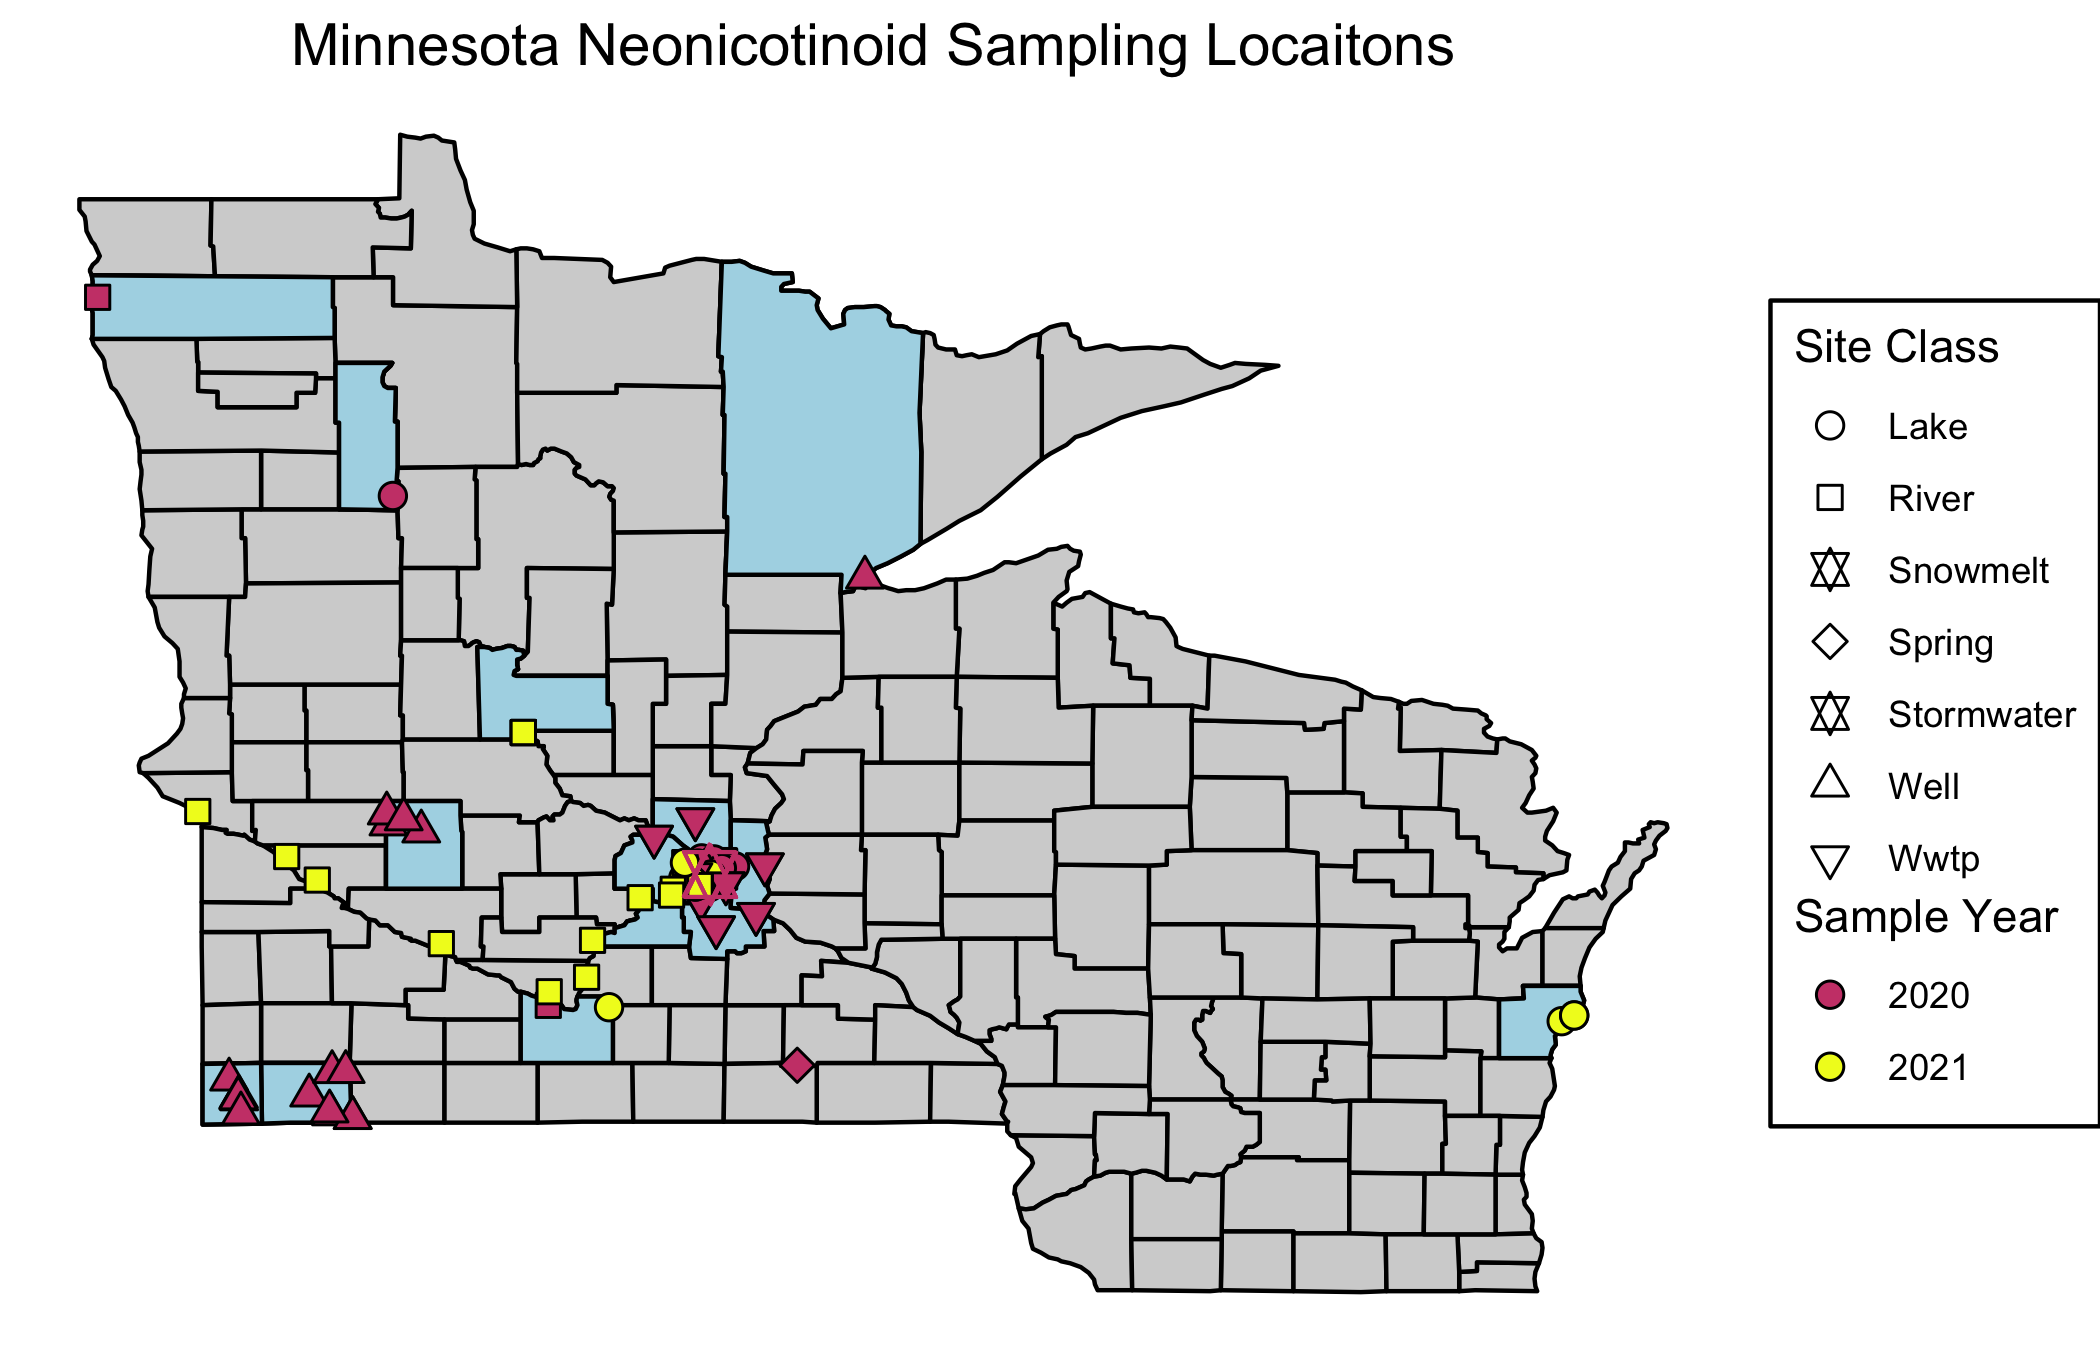 Minnesota Neonicotinoid Sampling Locaitons
Site Class
Lake
River
Snowmelt
Spring
Stormwater
Well
Wwtp
Sample Year
2020
2021